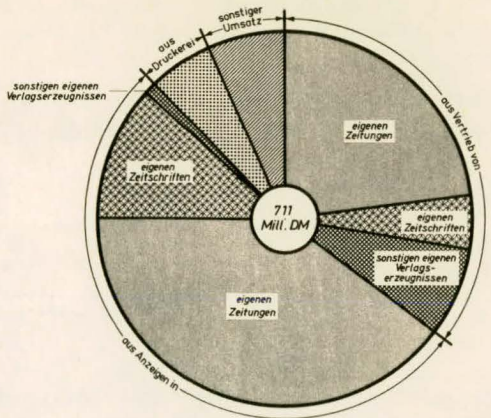 sonstiger
Umsatz
aus
Druckerei
sonstigen eigenen
Verlagserzeugnissen
aus Vertrieb von
eigenen
Zeitungen
eigenen
Zeitschriften
eigenen
Zeitschriften
711
Mill. DM
sonstigen eigenen
Verlags-
erzeugnissen
eigenen
Zeitungen
aus Anzeigen in